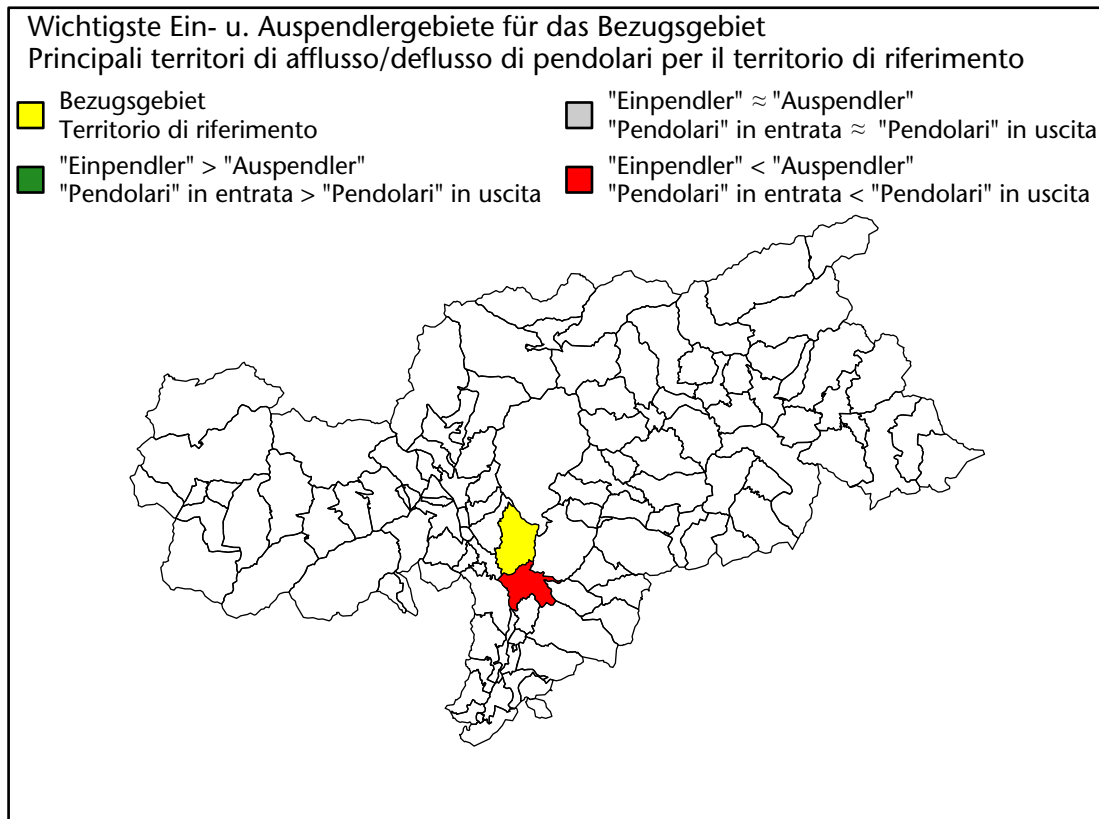 Wichtigste Ein- u. Auspendlergebiete für das Bezugsgebiet
Principali territori di afflusso/deflusso di pendolari per il territorio di riferimento
Bezugsgebiet
Territorio di riferimento
"Einpendler" > "Auspendler"
"Pendolari" in entrata > "Pendolari" in uscita
"Einpendler" ≈ "Auspendler"
"Pendolari" in entrata ≈ "Pendolari" in uscita
"Einpendler" < "Auspendler"
"Pendolari" in entrata < "Pendolari" in uscita